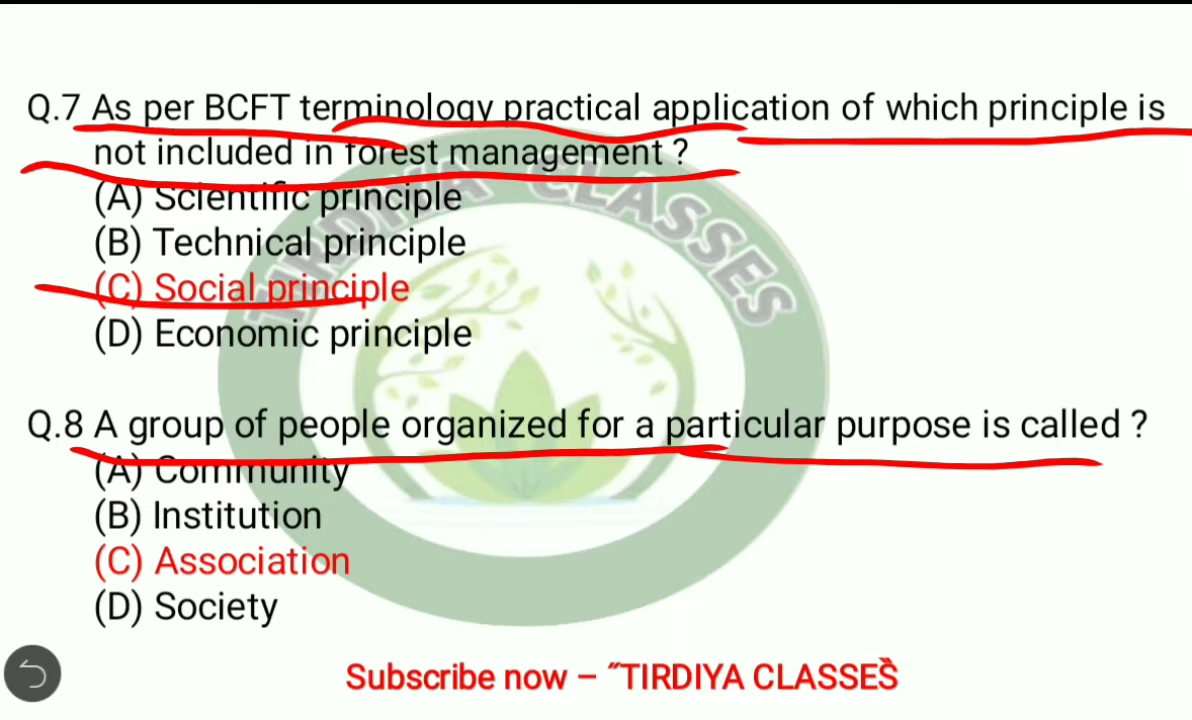 Q.7 As per BCFT terminology practical application of which principle is
not included in forest management ?
(A) Scientific principle
(B) Technical principle
(C) Social principle
(D) Economic principle
Q.8 A group of people organized for a particular purpose is called ?
(A) Community
(B) Institution
(C) Association
(D) Society
TIRDIYA CLASSES
Subscribe now – ˝TIRDIYA CLASSES̏